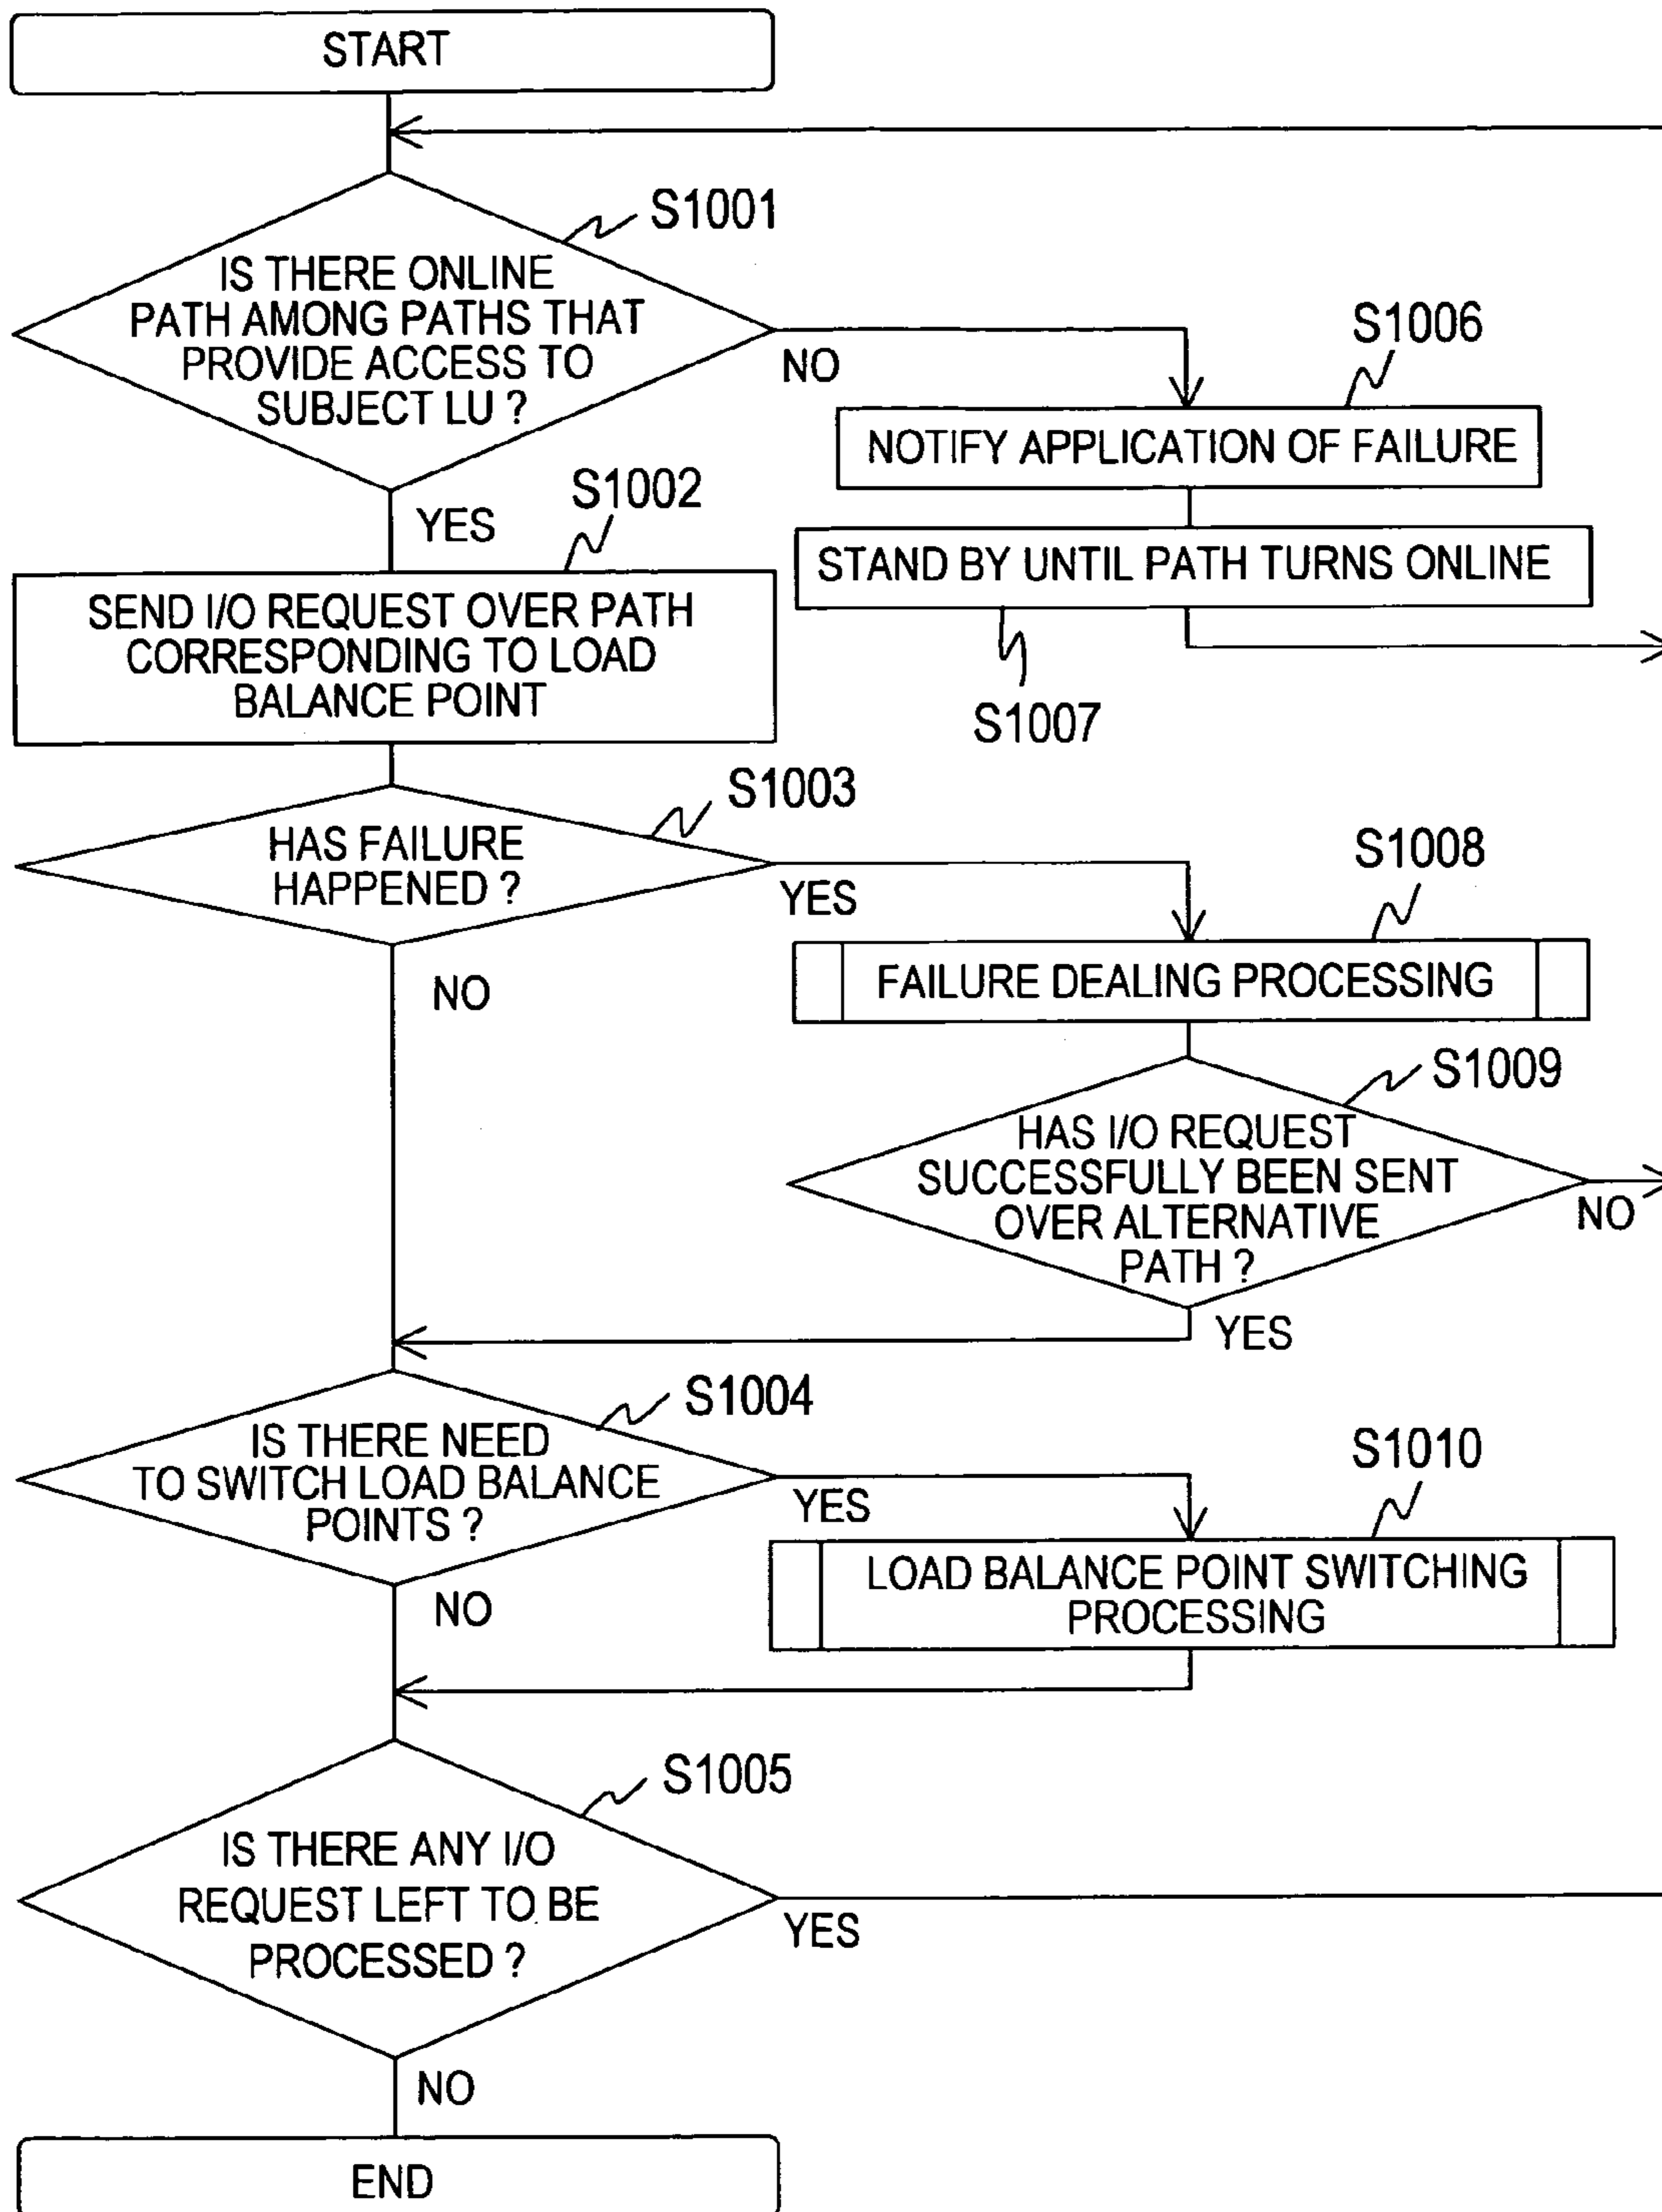 START
S1001
IS THERE ONLINE
PATH AMONG PATHS THAT
PROVIDE ACCESS TO
SUBJECT LU ?
NO
YES
S1006
NOTIFY APPLICATION OF FAILURE
STAND BY UNTIL PATH TURNS ONLINE
S1007
S1002
SEND I/O REQUEST OVER PATH
CORRESPONDING TO LOAD
BALANCE POINT
S1003
HAS FAILURE
HAPPENED ?
YES
NO
S1008
FAILURE DEALING PROCESSING
S1009
HAS I/O REQUEST
SUCCESSFULLY BEEN SENT
OVER ALTERNATIVE
PATH ?
NO
YES
S1004
IS THERE NEED
TO SWITCH LOAD BALANCE
POINTS ?
YES
NO
S1010
LOAD BALANCE POINT SWITCHING
PROCESSING
S1005
IS THERE ANY I/O
REQUEST LEFT TO BE
PROCESSED ?
YES
NO
END